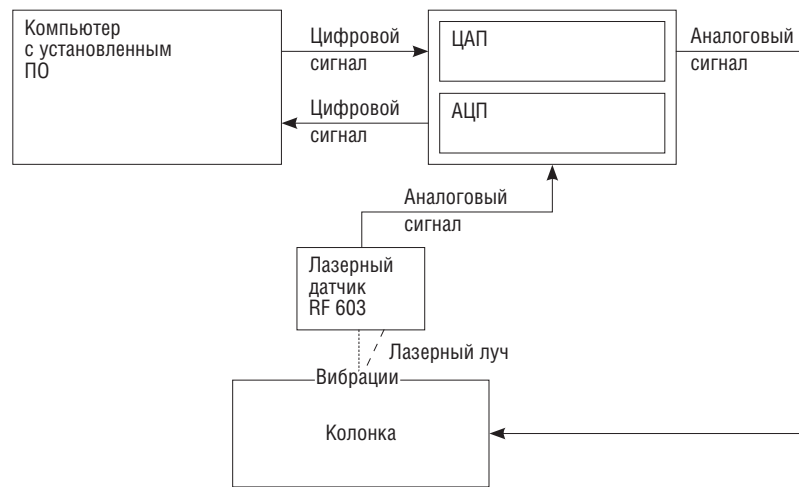 Компьютер
с установленным
ПО
Цифровой
сигнал
ЦАП
Аналоговый
сигнал
Цифровой
сигнал
АЦП
Аналоговый
сигнал
Лазерный
датчик
RF 603
Лазерный луч
Вибрации
Колонка